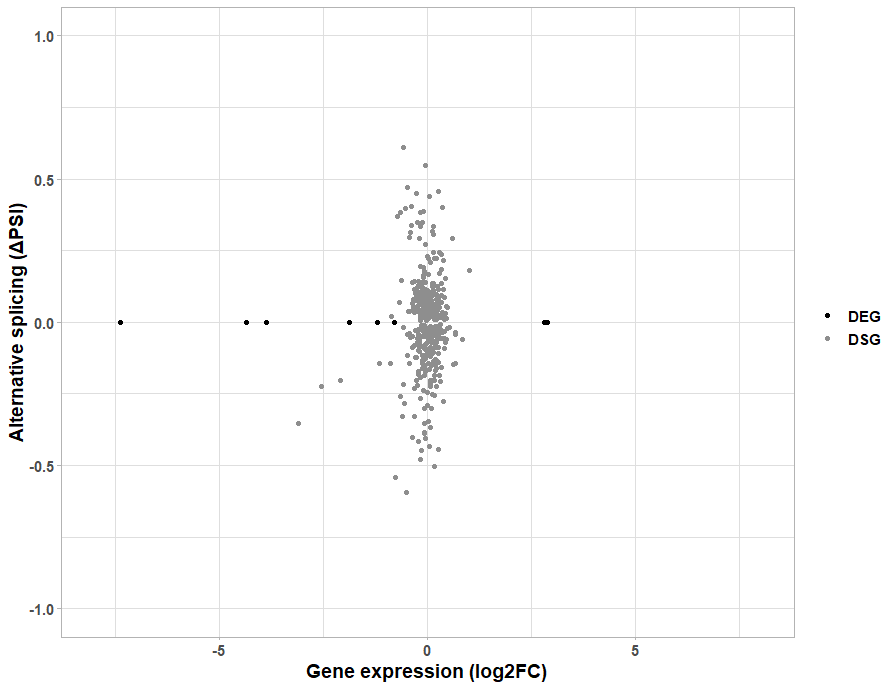 1.0
0.5
0.0
-0.5
-1.0
Alternative splicing (ΔPSI)
-5
0
5
Gene expression (log2FC)
DEG
DSG